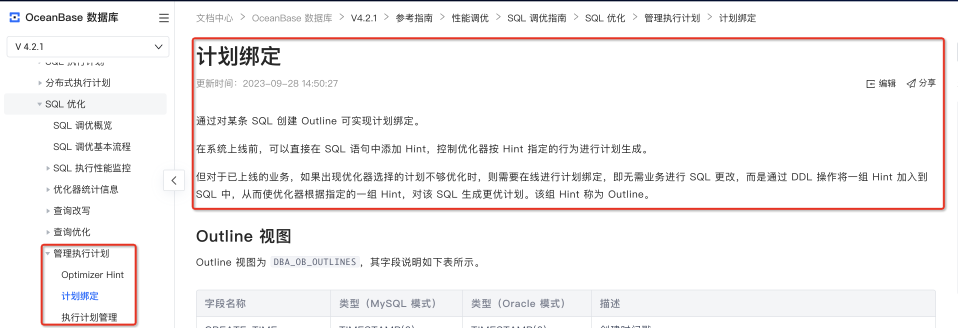 OceanBase 数据库
文档中心 > OceanBase 数据库 > V4.2.1 > 参考指南 > 性能调优 > SQL 调优指南 > SQL 优化 > 管理执行计划 > 计划绑定
V 4.2.1
SQL 执行计划
分布式执行计划
SQL 优化
SQL 调优概览
SQL 调优基本流程
SQL 执行性能监控
优化器统计信息
查询改写
查询优化
管理执行计划
Optimizer Hint
计划绑定
执行计划管理
计划绑定
更新时间：2023-09-28 14:50:27
编辑
分享
通过对某条 SQL 创建 Outline 可实现计划绑定。
在系统上线前，可以直接在 SQL 语句中添加 Hint，控制优化器按 Hint 指定的行为进行计划生成。
但对于已上线的业务，如果出现优化器选择的计划不够优化时，则需要在线进行计划绑定，即无需业务进行 SQL 更改，而是通过 DDL 操作将一组 Hint 加入到
SQL 中，从而使优化器根据指定的一组 Hint，对该 SQL 生成更优计划。该组 Hint 称为 Outline。
Outline 视图
Outline 视图为 DBA_OB_OUTLINES，其字段说明如下表所示。
字段名称 类型（MySQL 模式） 类型（Oracle 模式） 描述